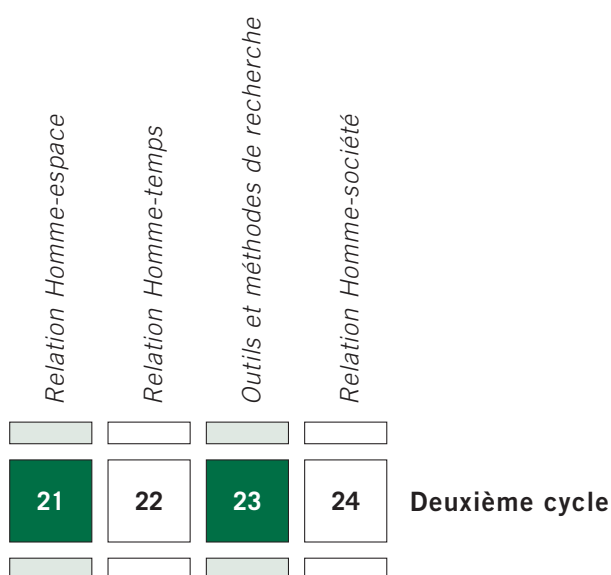 Relation Homme-espace
Relation Homme-temps
Outils et méthodes de recherche
Relation Homme-société
21 22 23 24 Deuxième cycle